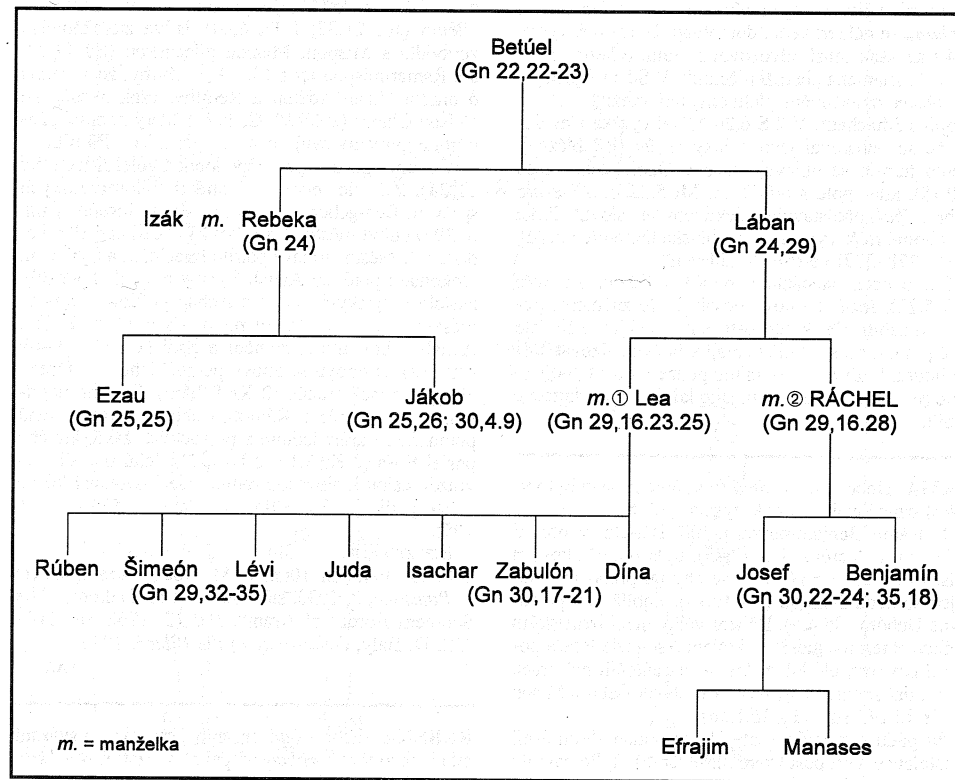 Betúel
(Gn 22,22-23)
Izák m. Rebeka
(Gn 24)
Lában
(Gn 24,29)
Ezau
(Gn 25,25)
Jákob
(Gn 25,26; 30,4.9)
m.① Lea
(Gn 29,16.23.25)
m.② RÁCHEL
(Gn 29,16.28)
Rúben Šimeón Lévi Juda Isachar Zabulón Dína
(Gn 29,32-35) (Gn 30,17-21)
Josef Benjamín
(Gn 30,22-24; 35,18)
Efrajim Manases
m. = manželka